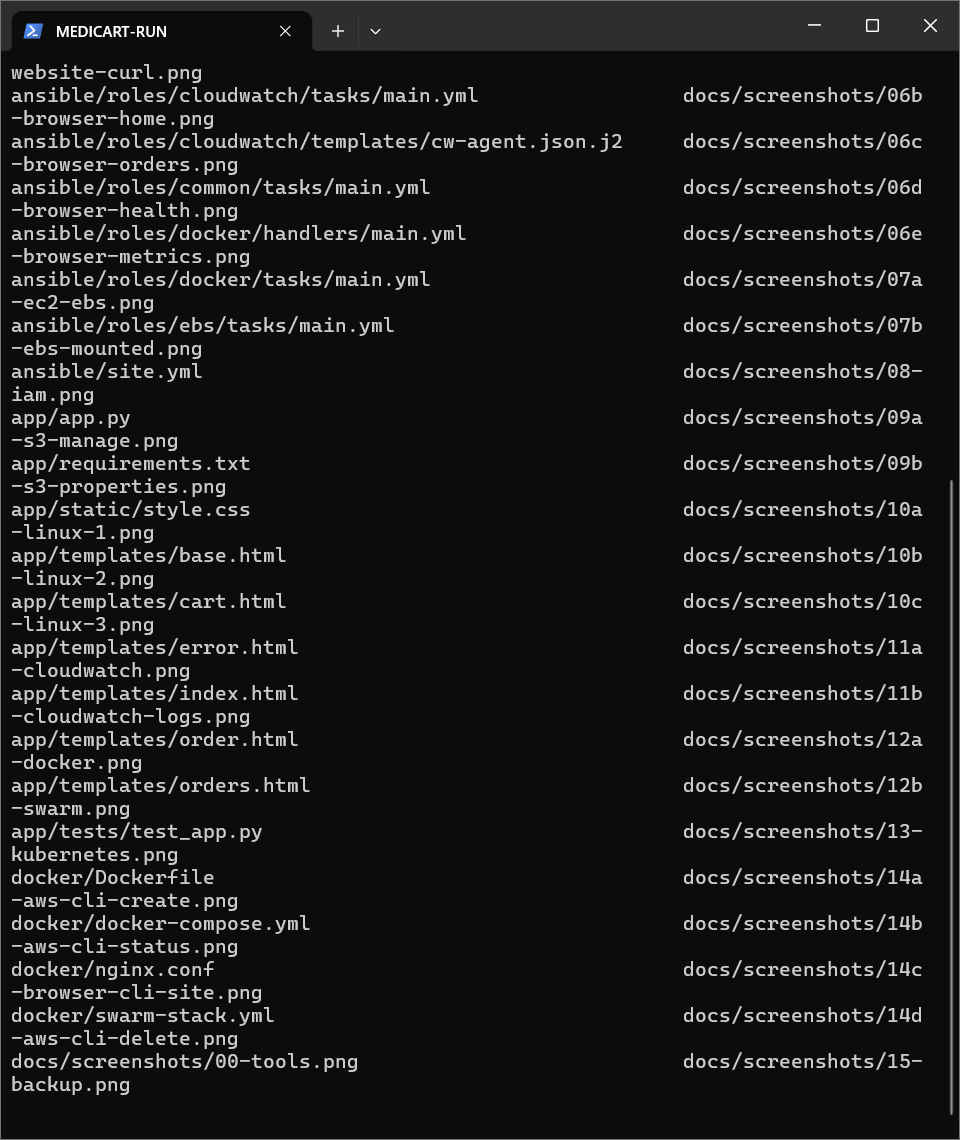 MEDICART-RUN
website-curl.png
ansible/roles/cloudwatch/tasks/main.yml docs/screenshots/06b
-browser-home.png
ansible/roles/cloudwatch/templates/cw-agent.json.j2 docs/screenshots/06c
-browser-orders.png
ansible/roles/common/tasks/main.yml docs/screenshots/06d
-browser-health.png
ansible/roles/docker/handlers/main.yml docs/screenshots/06e
-browser-metrics.png
ansible/roles/docker/tasks/main.yml docs/screenshots/07a
-ec2-ebs.png
ansible/roles/ebs/tasks/main.yml docs/screenshots/07b
-ebs-mounted.png
ansible/site.yml docs/screenshots/08-
iam.png
app/app.py docs/screenshots/09a
-s3-manage.png
app/requirements.txt docs/screenshots/09b
-s3-properties.png
app/static/style.css docs/screenshots/10a
-linux-1.png
app/templates/base.html docs/screenshots/10b
-linux-2.png
app/templates/cart.html docs/screenshots/10c
-linux-3.png
app/templates/error.html docs/screenshots/11a
-cloudwatch.png
app/templates/index.html docs/screenshots/11b
-cloudwatch-logs.png
app/templates/order.html docs/screenshots/12a
-docker.png
app/templates/orders.html docs/screenshots/12b
-swarm.png
app/tests/test_app.py docs/screenshots/13-
kubernetes.png
docker/Dockerfile docs/screenshots/14a
-aws-cli-create.png
docker/docker-compose.yml docs/screenshots/14b
-aws-cli-status.png
docker/nginx.conf docs/screenshots/14c
-browser-cli-site.png
docker/swarm-stack.yml docs/screenshots/14d
-aws-cli-delete.png
docs/screenshots/00-tools.png docs/screenshots/15-
backup.png